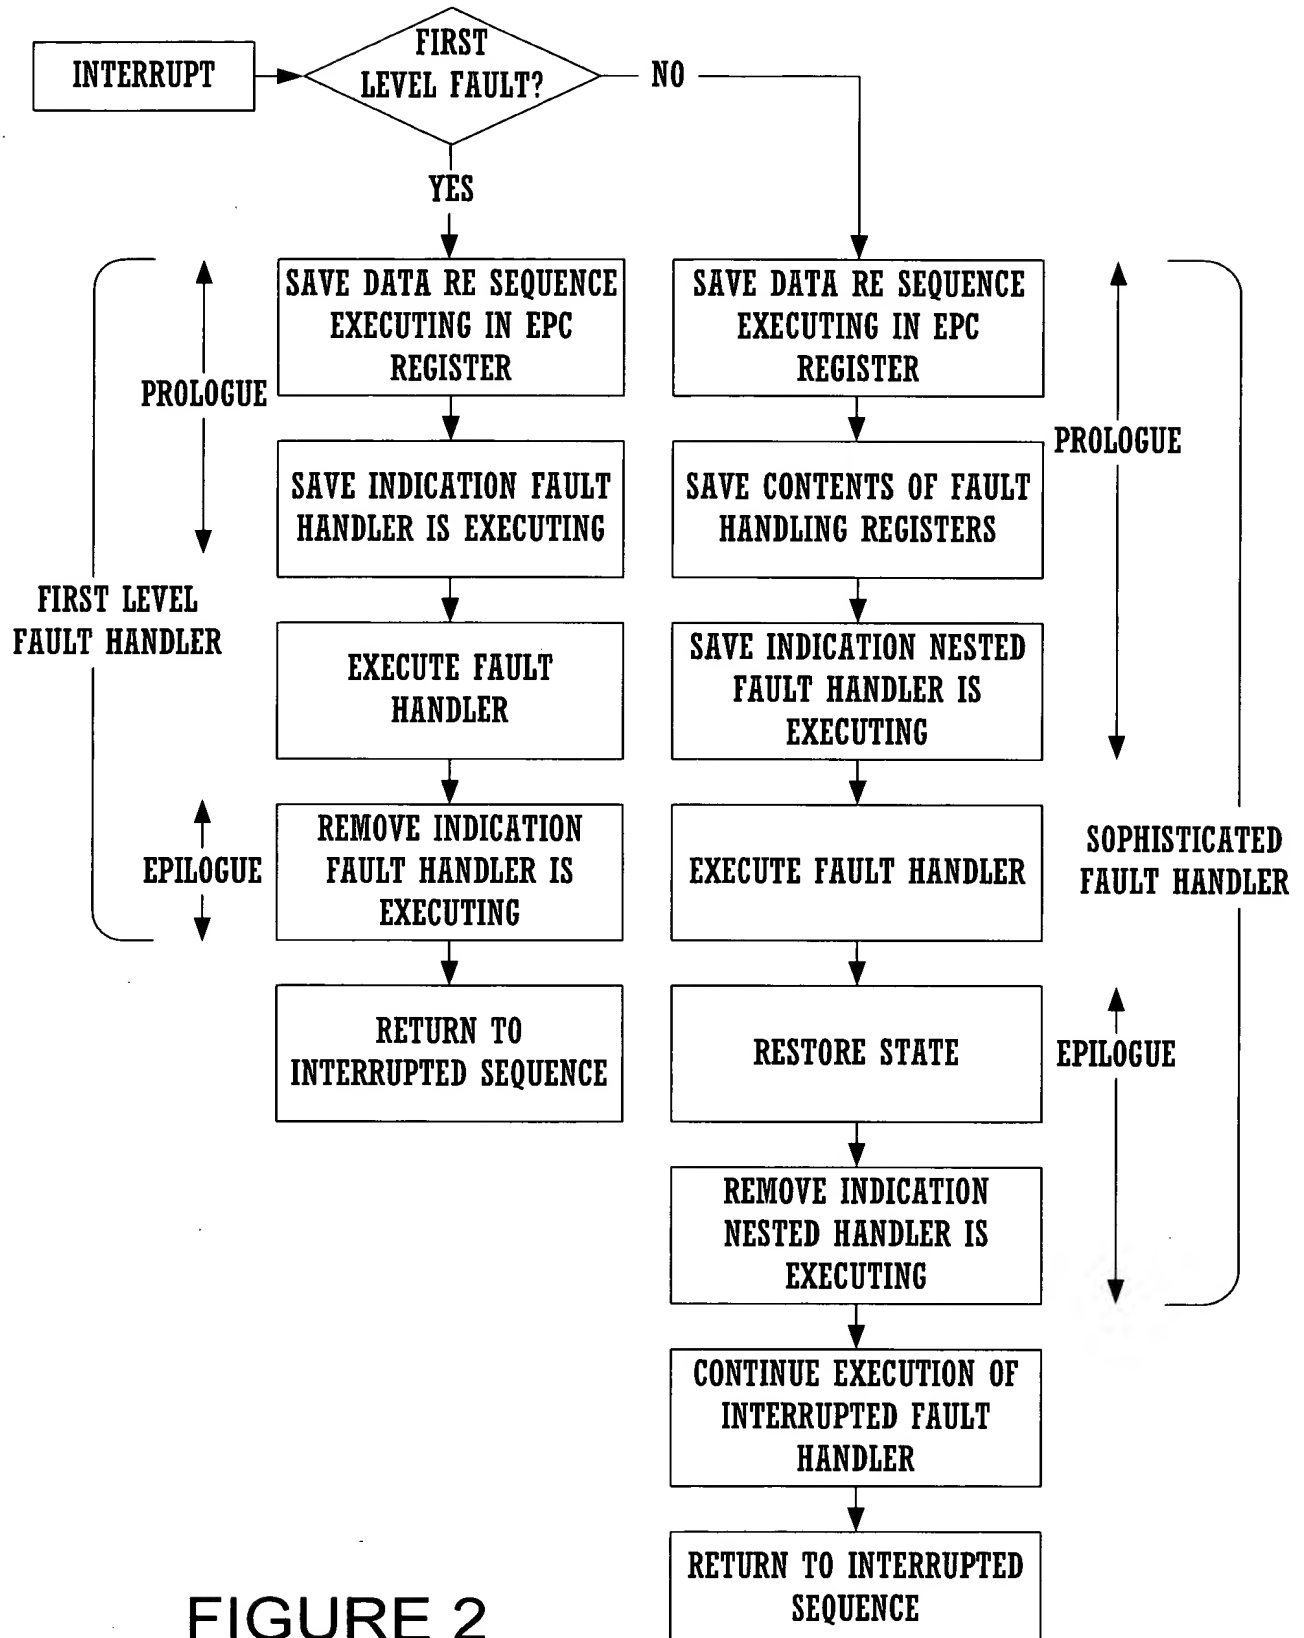 INTERRUPT
FIRST
LEVEL FAULT?
NO
YES
SAVE DATA RE SEQUENCE
EXECUTING IN EPC
REGISTER
PROLOGUE
SAVE INDICATION FAULT
HANDLER IS EXECUTING
FIRST LEVEL
FAULT HANDLER
EXECUTE FAULT
HANDLER
REMOVE INDICATION
FAULT HANDLER IS
EXECUTING
EPILOGUE
RETURN TO
INTERRUPTED SEQUENCE
SAVE DATA RE SEQUENCE
EXECUTING IN EPC
REGISTER
PROLOGUE
SAVE CONTENTS OF FAULT
HANDLING REGISTERS
SAVE INDICATION NESTED
FAULT HANDLER IS
EXECUTING
SOPHISTICATED
FAULT HANDLER
EXECUTE FAULT HANDLER
RESTORE STATE
EPILOGUE
REMOVE INDICATION
NESTED HANDLER IS
EXECUTING
CONTINUE EXECUTION OF
INTERRUPTED FAULT
HANDLER
RETURN TO INTERRUPTED
SEQUENCE
FIGURE 2